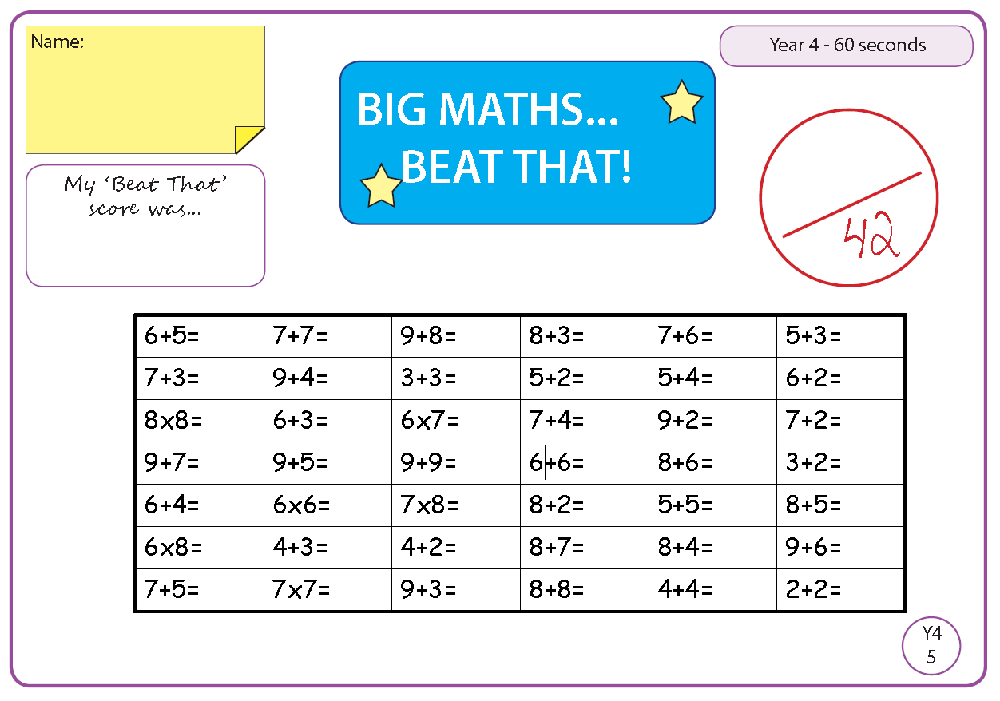 Name:
Year 4 - 60 seconds
BIG MATHS...
BEAT THAT!
My ‘Beat That’
score was...
42
6+5= 7+7= 9+8= 8+3= 7+6= 5+3=
7+3= 9+4= 3+3= 5+2= 5+4= 6+2=
8x8= 6+3= 6x7= 7+4= 9+2= 7+2=
9+7= 9+5= 9+9= 6+6= 8+6= 3+2=
6+4= 6x6= 7x8= 8+2= 5+5= 8+5=
6x8= 4+3= 4+2= 8+7= 8+4= 9+6=
7+5= 7x7= 9+3= 8+8= 4+4= 2+2=
Y4
5